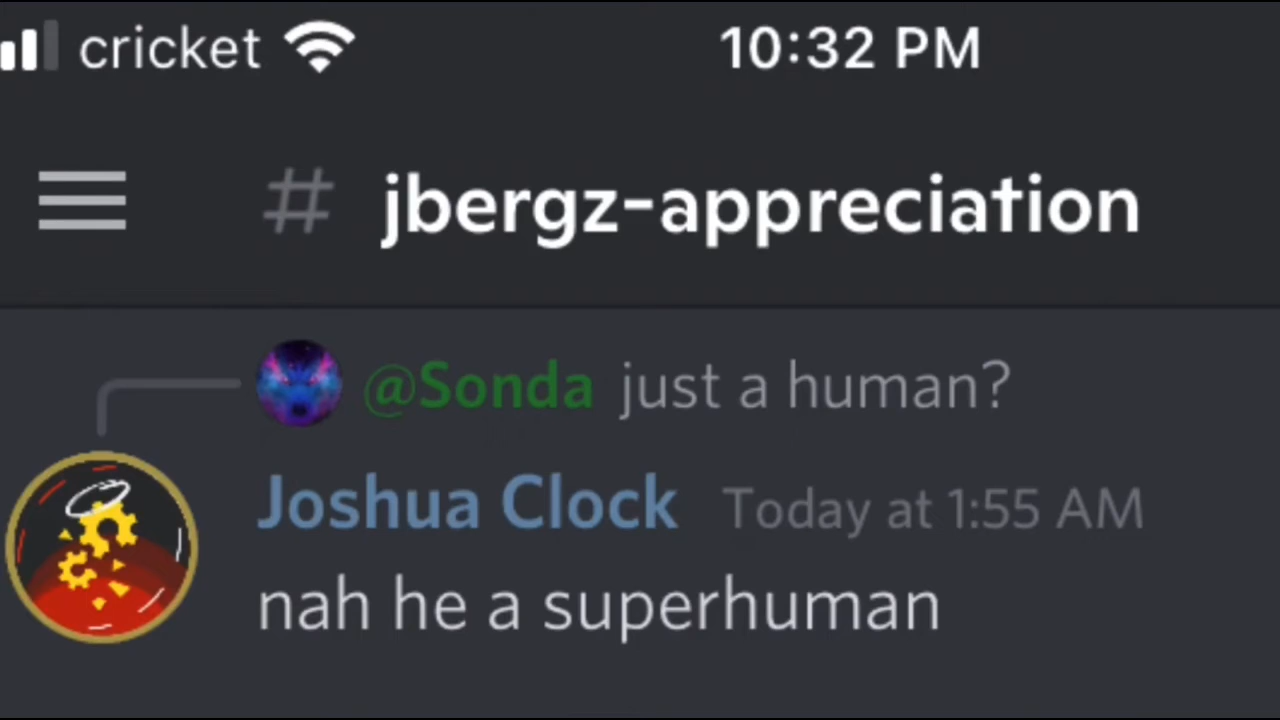 cricket 10:32 PM
# jbergz-appreciation
@Sonda just a human?
Joshua Clock Today at 1:55 AM
nah he a superhuman